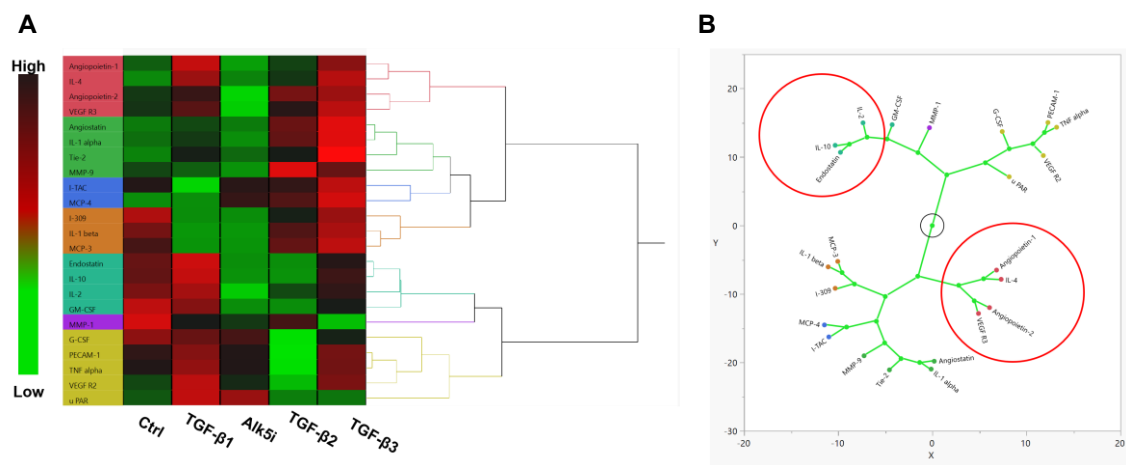 A
B
High
Low
Angiopoietin-1
IL-4
Angiopoietin-2
VEGF R3
Angiostatin
IL-1 alpha
Tie-2
MMP-9
I-TAC
MCP-4
I-309
IL-1 beta
MCP-3
Endostatin
IL-10
IL-2
GM-CSF
MMP-1
G-CSF
PECAM-1
TNF alpha
VEGF R2
u PAR
Ctrl
TGF-β1
Alk5i
TGF-β2
TGF-β3
20
10
0
-10
-20
-30
Y
-20
-10
0
10
20
X
IL-2
GM-CSF
MMP-1
IL-10
Endostatin
G-CSF
PECAM-1
TNF alpha
VEGF R2
u PAR
MCP-3
IL-1 beta
I-309
MCP-4
I-TAC
MMP-9
Tie-2
IL-1 alpha
Angiostatin
Angiopoietin-1
IL-4
Angiopoietin-2
VEGF R3